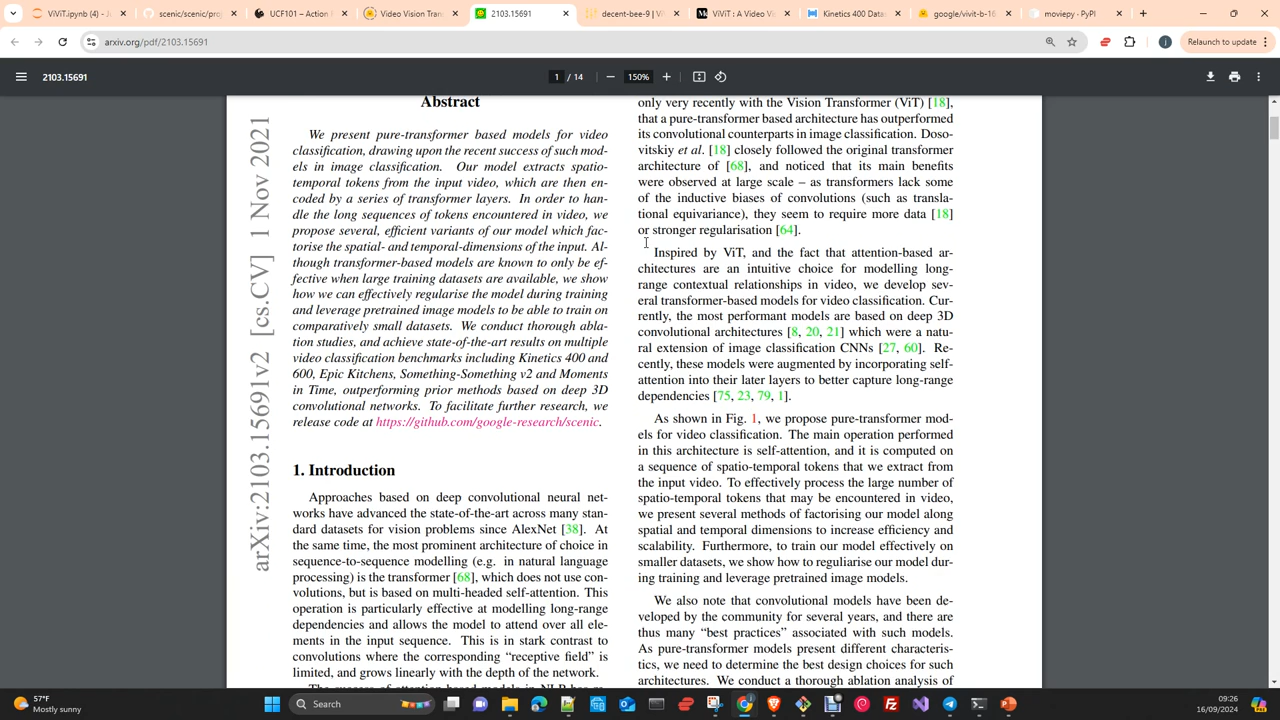 ViViT.ipynb (4) - J
scenic/scenic/proj
UCF101 – Action R
Video Vision Trans
2103.15691
decent-bee-9 | Vi
ViViT : A Video Vi
Kinetics 400 Data
google/vivit-b-16
moviepy · PyPI
arxiv.org/pdf/2103.15691
Relaunch to update
2103.15691
1 / 14
150%
arXiv:2103.15691v2 [cs.CV] 1 Nov 2021
Abstract
We present pure-transformer based models for video
classification, drawing upon the recent success of such mod-
els in image classification. Our model extracts spatio-
temporal tokens from the input video, which are then en-
coded by a series of transformer layers. In order to han-
dle the long sequences of tokens encountered in video, we
propose several, efficient variants of our model which fac-
torise the spatial- and temporal-dimensions of the input. Al-
though transformer-based models are known to only be ef-
fective when large training datasets are available, we show
how we can effectively regularise the model during training
and leverage pretrained image models to be able to train on
comparatively small datasets. We conduct thorough abla-
tion studies, and achieve state-of-the-art results on multiple
video classification benchmarks including Kinetics 400 and
600, Epic Kitchens, Something-Something v2 and Moments
in Time, outperforming prior methods based on deep 3D
convolutional networks. To facilitate further research, we
release code at https://github.com/google-research/scenic.
1. Introduction
Approaches based on deep convolutional neural net-
works have advanced the state-of-the-art across many stan-
dard datasets for vision problems since AlexNet [38]. At
the same time, the most prominent architecture of choice in
sequence-to-sequence modelling (e.g. in natural language
processing) is the transformer [68], which does not use con-
volutions, but is based on multi-headed self-attention. This
operation is particularly effective at modelling long-range
dependencies and allows the model to attend over all ele-
ments in the input sequence. This is in stark contrast to
convolutions where the corresponding “receptive field” is
limited, and grows linearly with the depth of the network.
only very recently with the Vision Transformer (ViT) [18],
that a pure-transformer based architecture has outperformed
its convolutional counterparts in image classification. Doso-
vitskiy et al. [18] closely followed the original transformer
architecture of [68], and noticed that its main benefits
were observed at large scale – as transformers lack some
of the inductive biases of convolutions (such as transla-
tional equivariance), they seem to require more data [18]
or stronger regularisation [64].
Inspired by ViT, and the fact that attention-based ar-
chitectures are an intuitive choice for modelling long-
range contextual relationships in video, we develop sev-
eral transformer-based models for video classification. Cur-
rently, the most performant models are based on deep 3D
convolutional architectures [8, 20, 21] which were a natu-
ral extension of image classification CNNs [27, 60]. Re-
cently, these models were augmented by incorporating self-
attention into their later layers to better capture long-range
dependencies [75, 23, 79, 1].
As shown in Fig. 1, we propose pure-transformer mod-
els for video classification. The main operation performed
in this architecture is self-attention, and it is computed on
a sequence of spatio-temporal tokens that we extract from
the input video. To effectively process the large number of
spatio-temporal tokens that may be encountered in video,
we present several methods of factorising our model along
spatial and temporal dimensions to increase efficiency and
scalability. Furthermore, to train our model effectively on
smaller datasets, we show how to reguliarise our model dur-
ing training and leverage pretrained image models.
We also note that convolutional models have been de-
veloped by the community for several years, and there are
thus many “best practices” associated with such models.
As pure-transformer models present different characteris-
tics, we need to determine the best design choices for such
architectures. We conduct a thorough ablation analysis of
57°F
Mostly sunny
Search
09:26
16/09/2024